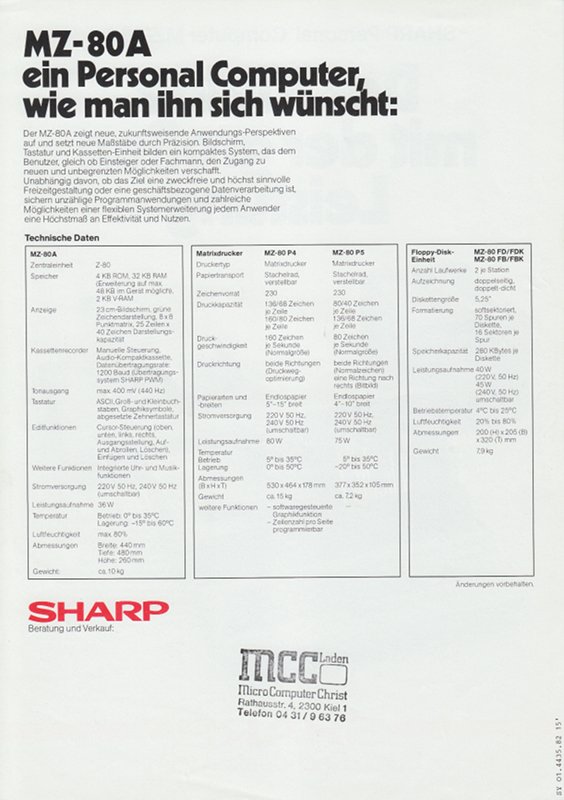 MZ-80A
ein Personal Computer,
wie man ihn sich wünscht:
Der MZ-80A zeigt neue, zukunftsweisende Anwendungs-Perspektiven
auf und setzt neue Maßstäbe durch Präzision. Bildschirm,
Tastatur und Kassetten-Einheit bilden ein kompaktes System, das dem
Benutzer, gleich ob Einsteiger oder Fachmann, den Zugang zu
neuen und unbegrenzten Möglichkeiten verschafft.
Unabhängig davon, ob das Ziel eine zweckfreie und höchst sinnvolle
Freizeitgestaltung oder eine geschäftsbezogene Datenverarbeitung ist,
sichern unzählige Programmanwendungen und zahlreiche
Möglichkeiten einer flexiblen Systemerweiterung jedem Anwender
eine Höchstmaß an Effektivität und Nutzen.
Technische Daten
MZ-80A
Zentraleinheit Z-80
Speicher 4 KB ROM, 32 KB RAM
(Erweiterung auf max.
48 KB im Gerät möglich),
2 KB V-RAM
Anzeige 23 cm-Bildschirm, grüne
Zeichendarstellung, 8 x 8
Punktmatrix, 25 Zeilen x
40 Zeichen Darstellungs-
kapazität
Kassettenrecorder Manuelle Steuerung,
Audio-Kompaktkassette,
Datenübertragungsrate:
1200 Baud (Übertragungs-
system SHARP PWM)
Tonausgang max. 400 mV (440 Hz)
Tastatur ASCII, Groß- und Kleinbuch-
staben, Graphiksymbole,
abgesetzte Zehnertastatur
Editfunktionen Cursor-Steuerung (oben,
unten, links, rechts,
Ausgangsstellung, Auf-
und Abrollen, Löschen),
Einfügen und Löschen
Weitere Funktionen Integrierte Uhr- und Musik-
funktionen
Stromversorgung 220 V 50 Hz, 240 V 50 Hz
(umschaltbar)
Leistungsaufnahme 36 W
Temperatur Betrieb: 0° bis 35°C
Lagerung: –15° bis 60°C
Luftfeuchtigkeit max. 80%
Abmessungen Breite: 440 mm
Tiefe: 480 mm
Höhe: 260 mm
Gewicht: ca. 10 kg
Matrixdrucker MZ-80 P4 MZ-80 P5
Druckertyp Matrixdrucker Matrixdrucker
Papiertransport Stachelrad, Stachelrad,
verstellbar verstellbar
Zeichenvorrat 230 230
Druckkapazität 136/68 Zeichen 80/40 Zeichen
je Zeile je Zeile
160/80 Zeichen 136/68 Zeichen
je Zeile je Zeile
Druck- 160 Zeichen 80 Zeichen
geschwindigkeit je Sekunde je Sekunde
(Normalgröße) (Normalgröße)
Druckrichtung beide Richtungen beide Richtungen
(Druckweg- (Normalzeichen)
optimierung) eine Richtung nach
rechts (Bitbild)
Papierarten und Endlospapier Endlospapier
-breiten 5"–15" breit 4"–10" breit
Stromversorgung 220 V 50 Hz, 220 V 50 Hz,
240 V 50 Hz 240 V 50 Hz
(umschaltbar) (umschaltbar)
Leistungsaufnahme 80 W 75 W
Temperatur
Betrieb 5° bis 35°C 5° bis 35°C
Lagerung 0° bis 50°C –20° bis 50°C
Abmessungen
(B x H x T) 530 x 464 x 178 mm 377 x 352 x 105 mm
Gewicht ca. 15 kg ca. 7,2 kg
weitere Funktionen – softwaregesteuerte —
Graphikfunktion
– Zeilenzahl pro Seite
programmierbar.
Floppy-Disk- MZ-80 FD/FDK
Einheit MZ-80 FB/FBK
Anzahl Laufwerke 2 je Station
Aufzeichnung doppelseitig,
doppelt-dicht
Diskettengröße 5,25"
Formatierung softsektoriert,
70 Spuren je
Diskette,
16 Sektoren je
Spur
Speicherkapazität 280 KBytes je
Diskette
Leistungsaufnahme 40 W
(220 V, 50 Hz)
45 W
(240 V, 50 Hz)
umschaltbar
Betriebstemperatur 4°C bis 25°C
Luftfeuchtigkeit 20% bis 80%
Abmessungen 200 (H) x 205 (B)
x 320 (T) mm
Gewicht 7,9 kg
Änderungen vorbehalten.
SHARP
Beratung und Verkauf:
MCC Laden
MicroComputerChrist
Rathausstr. 4, 2300 Kiel 1
Telefon 04 31 / 9 63 76
SV 01.4435.82 15'